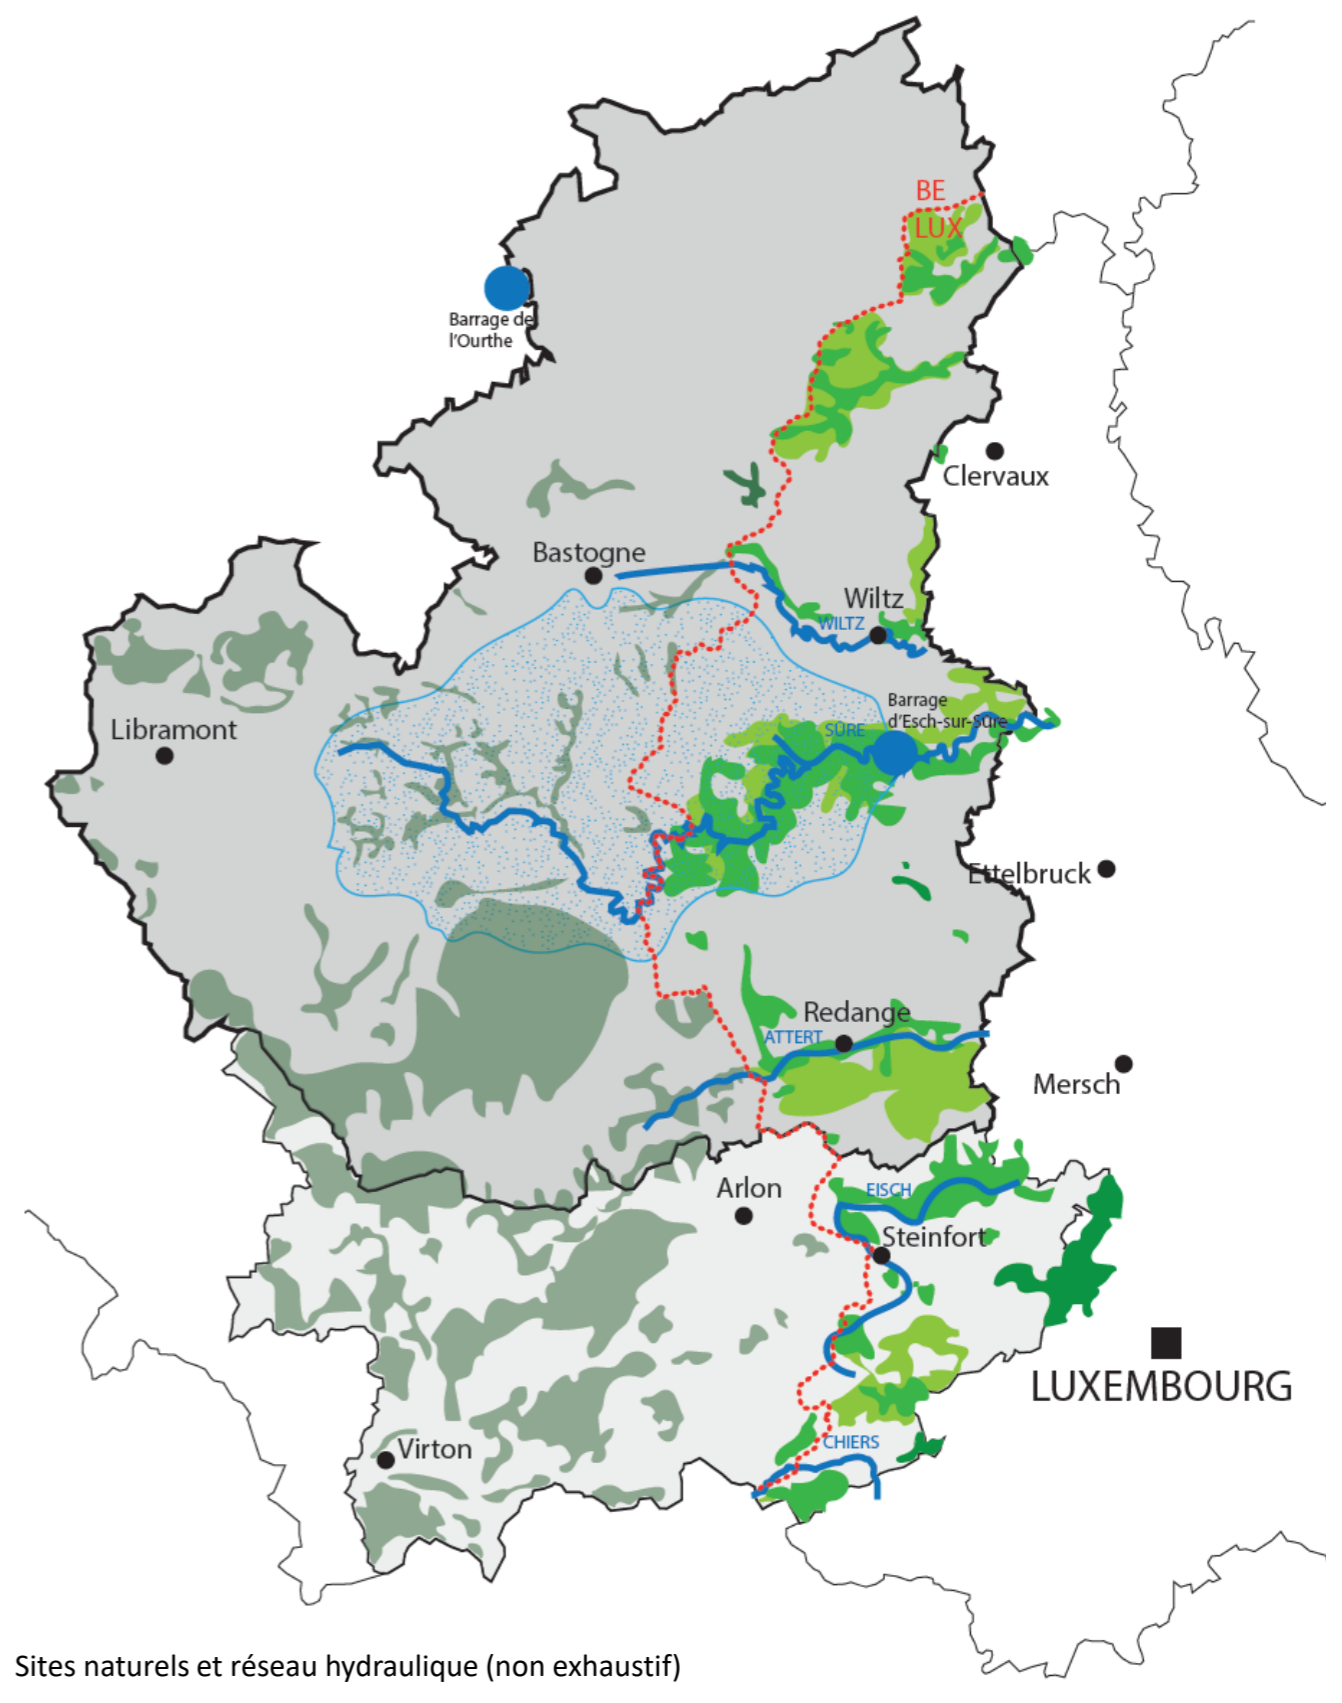 BE
LUX
Barrage de
l'Ourthe
Clervaux
Bastogne
Wiltz
WILTZ
Barrage
d'Esch-sur-Sûre
SÛRE
Libramont
Ettelbruck
Redange
ATTERT
Mersch
Arlon
EISCH
Steinfort
LUXEMBOURG
Virton
CHIERS
Sites naturels et réseau hydraulique (non exhaustif)